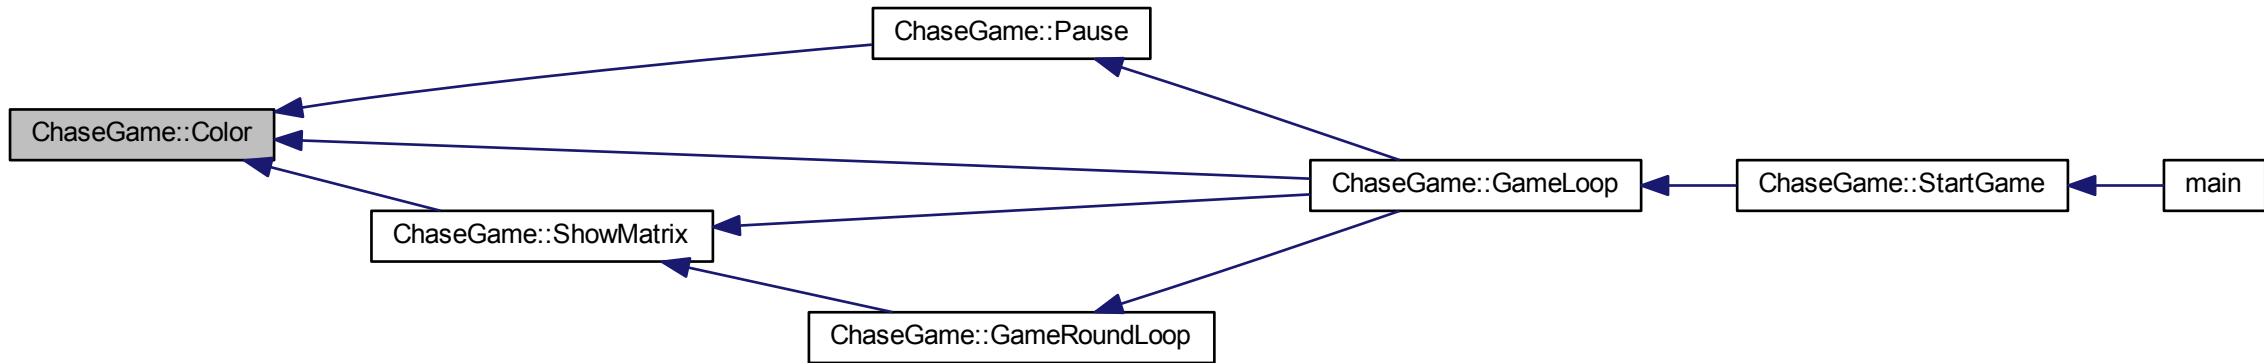 ChaseGame::Pause
ChaseGame::Color
ChaseGame::GameLoop
ChaseGame::StartGame
main
ChaseGame::ShowMatrix
ChaseGame::GameRoundLoop